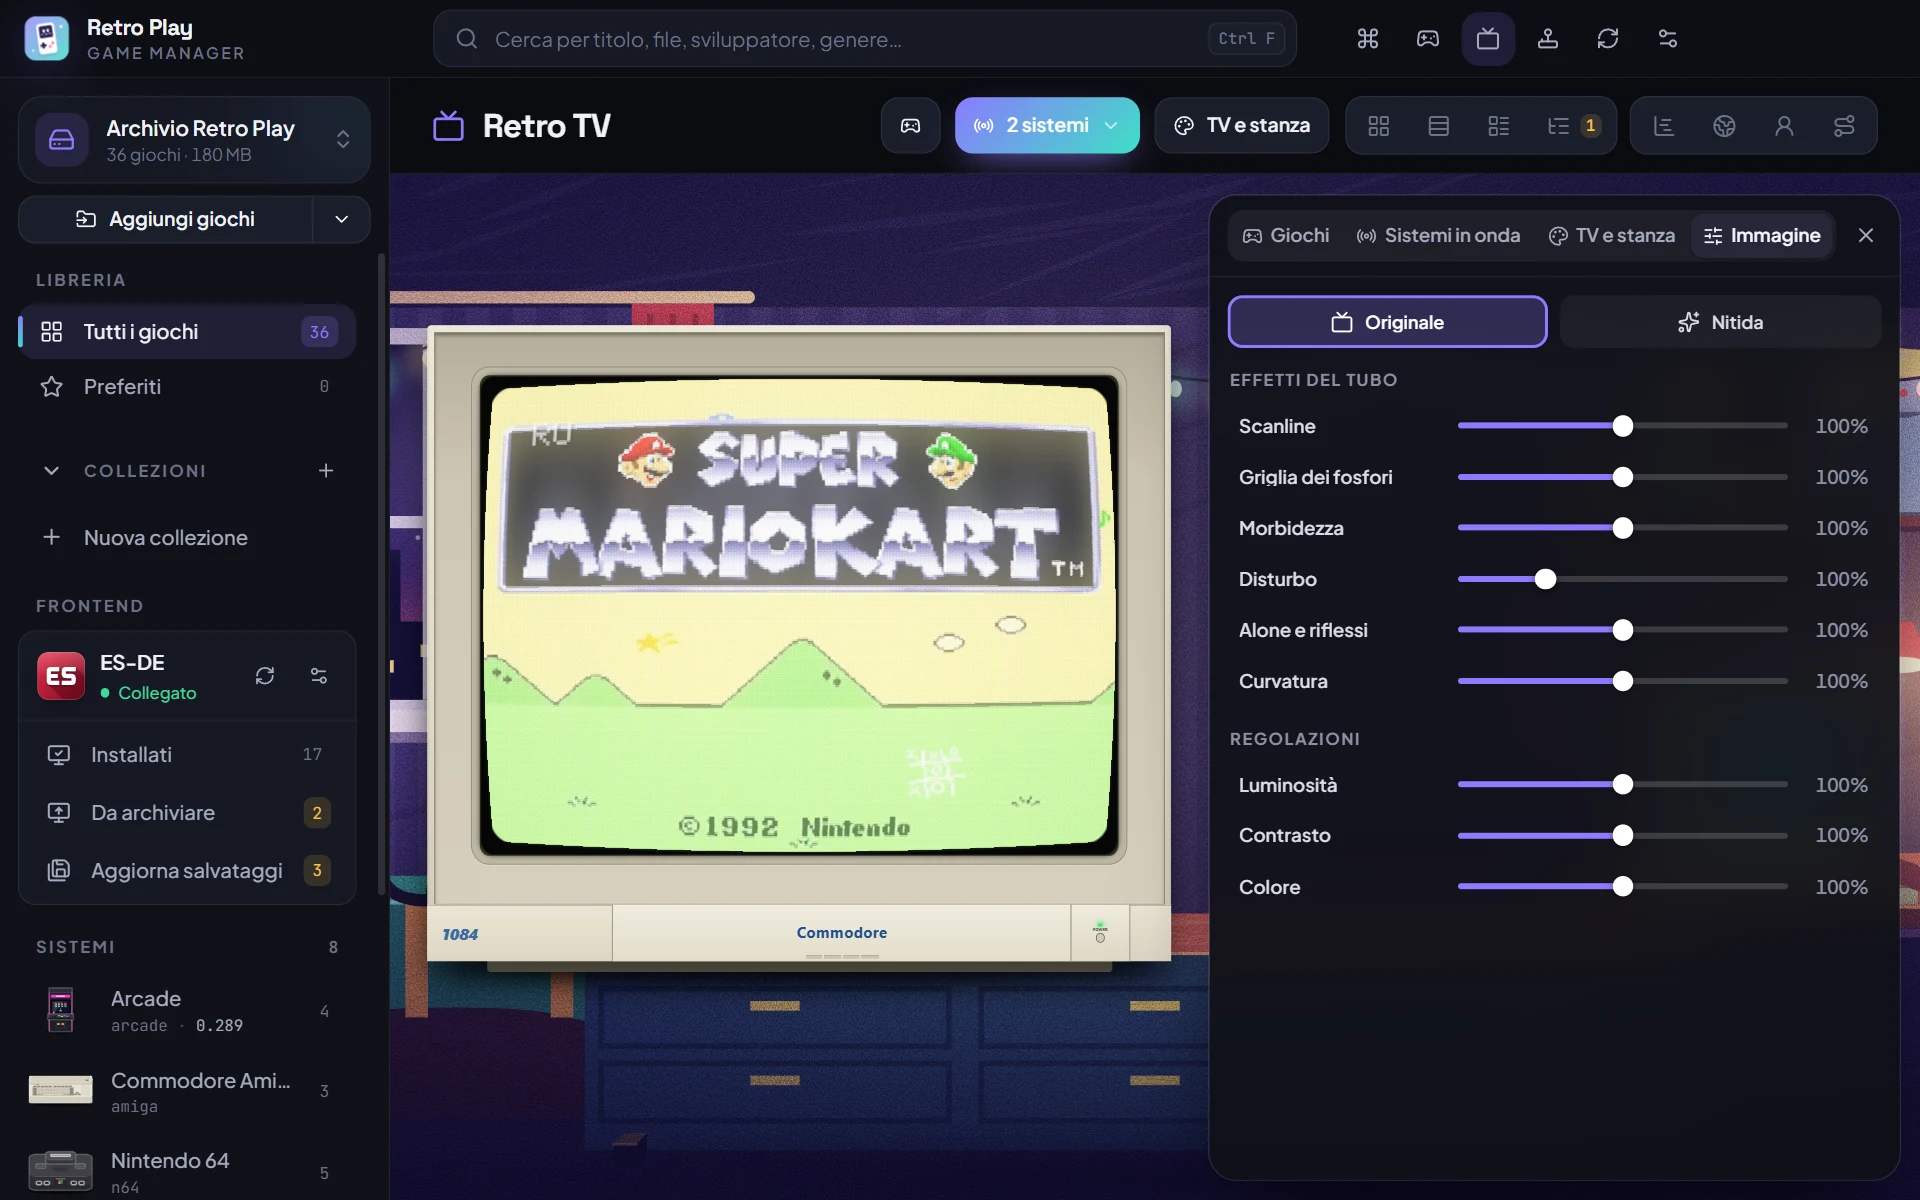 Retro Play
GAME MANAGER
Cerca per titolo, file, sviluppatore, genere...
Ctrl F
Archivio Retro Play
36 giochi · 180 MB
Aggiungi giochi
LIBRERIA
Tutti i giochi
36
Preferiti
0
COLLEZIONI
Nuova collezione
FRONTEND
ES
ES-DE
Collegato
Installati
17
Da archiviare
2
Aggiorna salvataggi
3
SISTEMI
8
Arcade
arcade · 0.289
4
Commodore Ami...
amiga
3
Nintendo 64
n64
5
Retro TV
2 sistemi
TV e stanza
1
SUPER
MARIO KART TM
©1992 Nintendo
1084
Commodore
POWER
Giochi
Sistemi in onda
TV e stanza
Immagine
Originale
Nitida
EFFETTI DEL TUBO
Scanline
100%
Griglia dei fosfori
100%
Morbidezza
100%
Disturbo
100%
Alone e riflessi
100%
Curvatura
100%
REGOLAZIONI
Luminosità
100%
Contrasto
100%
Colore
100%